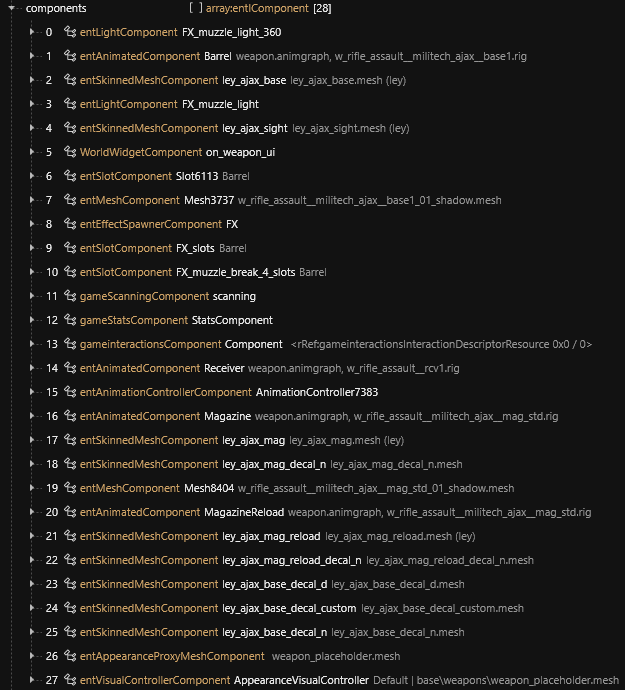 components [ ] array:entIComponent [28]
0 entLightComponent FX_muzzle_light_360
1 entAnimatedComponent Barrel weapon.animgraph, w_rifle_assault__militech_ajax__base1.rig
2 entSkinnedMeshComponent ley_ajax_base ley_ajax_base.mesh (ley)
3 entLightComponent FX_muzzle_light
4 entSkinnedMeshComponent ley_ajax_sight ley_ajax_sight.mesh (ley)
5 WorldWidgetComponent on_weapon_ui
6 entSlotComponent Slot6113 Barrel
7 entMeshComponent Mesh3737 w_rifle_assault__militech_ajax__base1_01_shadow.mesh
8 entEffectSpawnerComponent FX
9 entSlotComponent FX_slots Barrel
10 entSlotComponent FX_muzzle_break_4_slots Barrel
11 gameScanningComponent scanning
12 gameStatsComponent StatsComponent
13 gameinteractionsComponent Component <rRef:gameinteractionsInteractionDescriptorResource 0x0 / 0>
14 entAnimatedComponent Receiver weapon.animgraph, w_rifle_assault__rcv1.rig
15 entAnimationControllerComponent AnimationController7383
16 entAnimatedComponent Magazine weapon.animgraph, w_rifle_assault__militech_ajax__mag_std.rig
17 entSkinnedMeshComponent ley_ajax_mag ley_ajax_mag.mesh (ley)
18 entSkinnedMeshComponent ley_ajax_mag_decal_n ley_ajax_mag_decal_n.mesh
19 entMeshComponent Mesh8404 w_rifle_assault__militech_ajax__mag_std_01_shadow.mesh
20 entAnimatedComponent MagazineReload weapon.animgraph, w_rifle_assault__militech_ajax__mag_std.rig
21 entSkinnedMeshComponent ley_ajax_mag_reload ley_ajax_mag_reload.mesh (ley)
22 entSkinnedMeshComponent ley_ajax_mag_reload_decal_n ley_ajax_mag_reload_decal_n.mesh
23 entSkinnedMeshComponent ley_ajax_base_decal_d ley_ajax_base_decal_d.mesh
24 entSkinnedMeshComponent ley_ajax_base_decal_custom ley_ajax_base_decal_custom.mesh
25 entSkinnedMeshComponent ley_ajax_base_decal_n ley_ajax_base_decal_n.mesh
26 entAppearanceProxyMeshComponent weapon_placeholder.mesh
27 entVisualControllerComponent AppearanceVisualController Default | base\weapons\weapon_placeholder.mesh